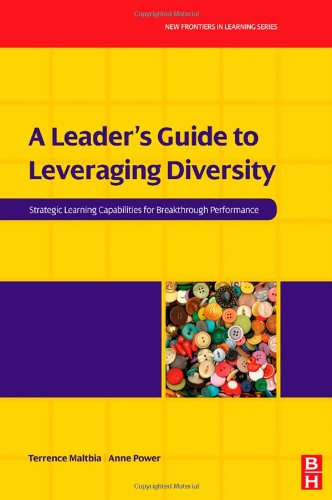 NEW FRONTIERS IN LEARNING SERIES
A Leader's Guide to
Leveraging Diversity
Strategic Learning Capabilities for Breakthrough Performance
Terrence Maltbia | Anne Power
B
H